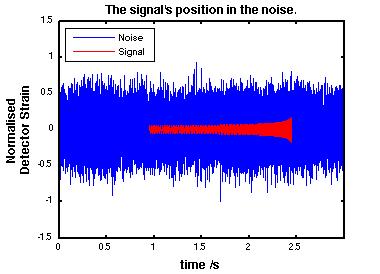 The signal's position in the noise.
1.5
Noise
Signal
1
0.5
0
-0.5
-1
-1.5
Normalised
Detector Strain
0 0.5 1 1.5 2 2.5
time /s